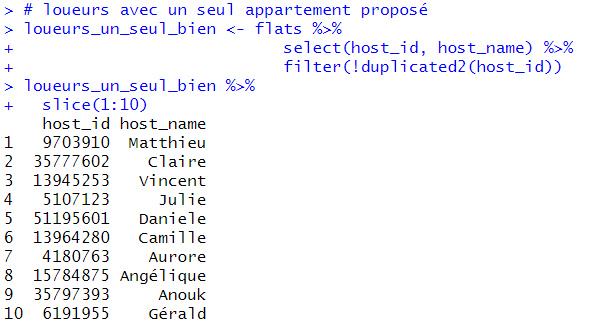 > # loueurs avec un seul appartement proposé
> loueurs_un_seul_bien <- flats %>%
+                           select(host_id, host_name) %>%
+                           filter(!duplicated2(host_id))
> loueurs_un_seul_bien %>%
+   slice(1:10)
    host_id host_name
1   9703910  Matthieu
2  35777602    Claire
3  13945253   Vincent
4   5107123     Julie
5  51195601   Daniele
6  13964280   Camille
7   4180763    Aurore
8  15784875 Angélique
9  35797393     Anouk
10  6191955    Gérald